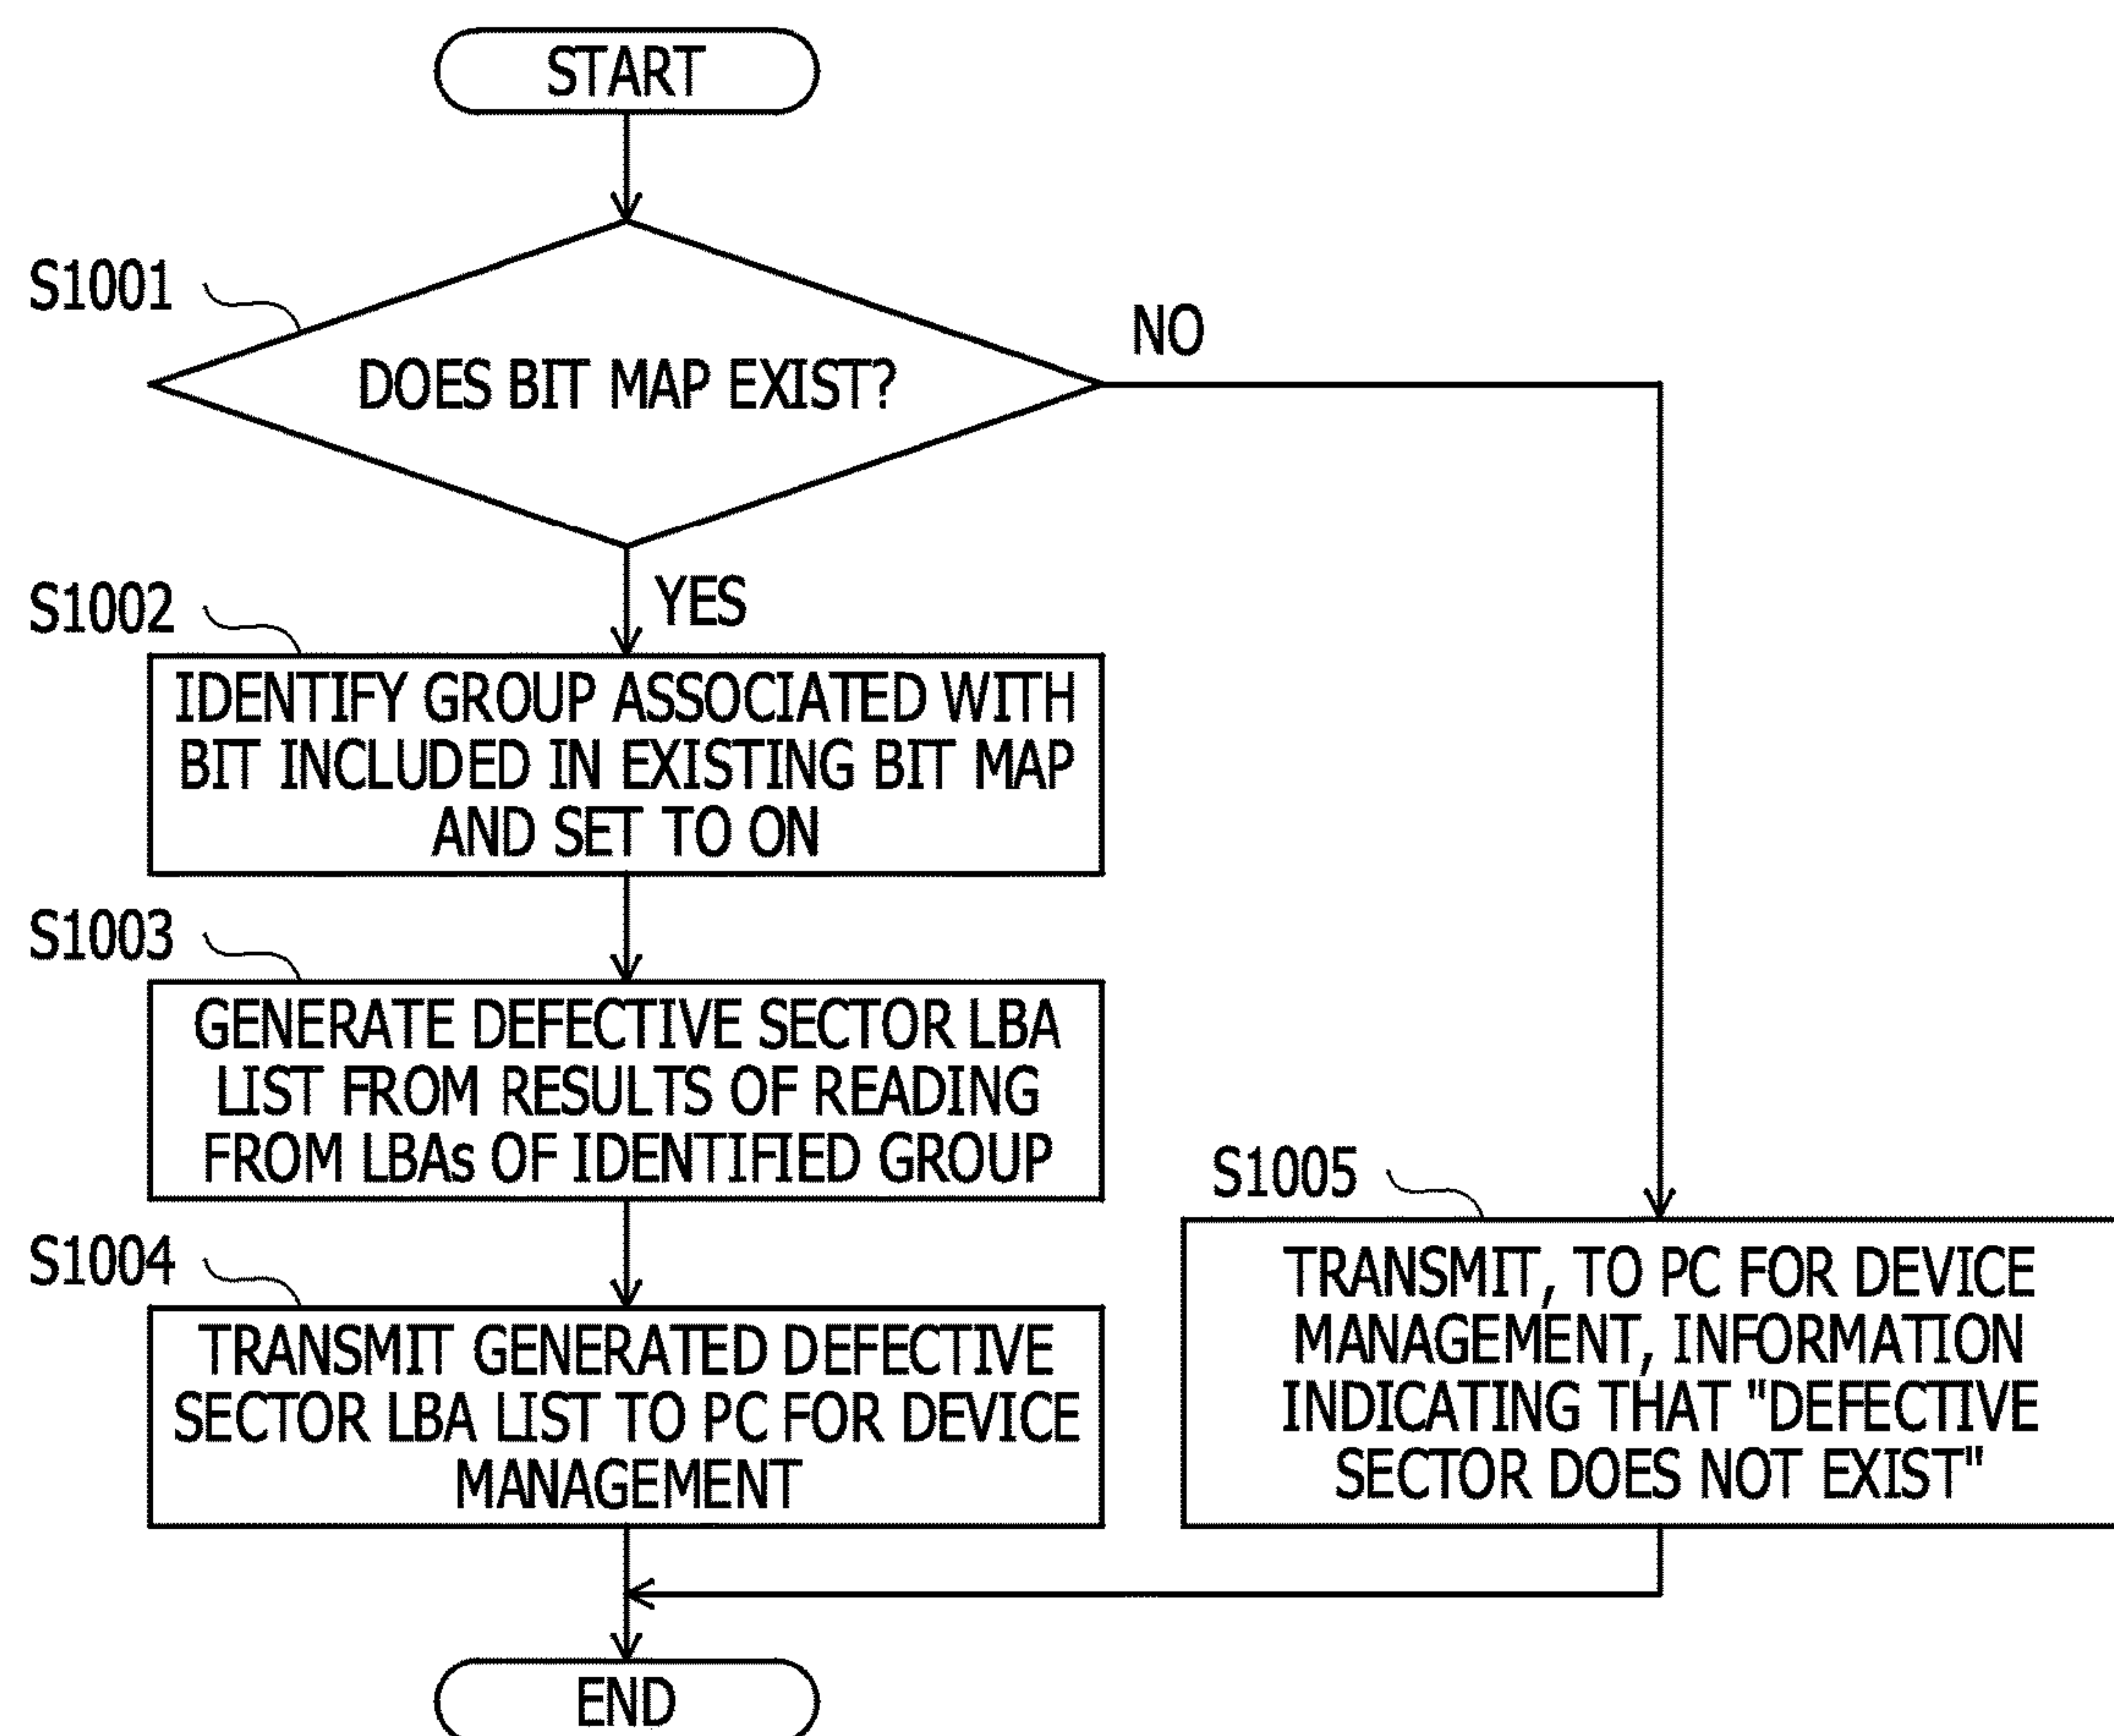 START
S1001
DOES BIT MAP EXIST?
NO
YES
S1002
IDENTIFY GROUP ASSOCIATED WITH
BIT INCLUDED IN EXISTING BIT MAP
AND SET TO ON
S1003
GENERATE DEFECTIVE SECTOR LBA
LIST FROM RESULTS OF READING
FROM LBAs OF IDENTIFIED GROUP
S1004
TRANSMIT GENERATED DEFECTIVE
SECTOR LBA LIST TO PC FOR DEVICE
MANAGEMENT
S1005
TRANSMIT, TO PC FOR DEVICE
MANAGEMENT, INFORMATION
INDICATING THAT "DEFECTIVE
SECTOR DOES NOT EXIST"
END